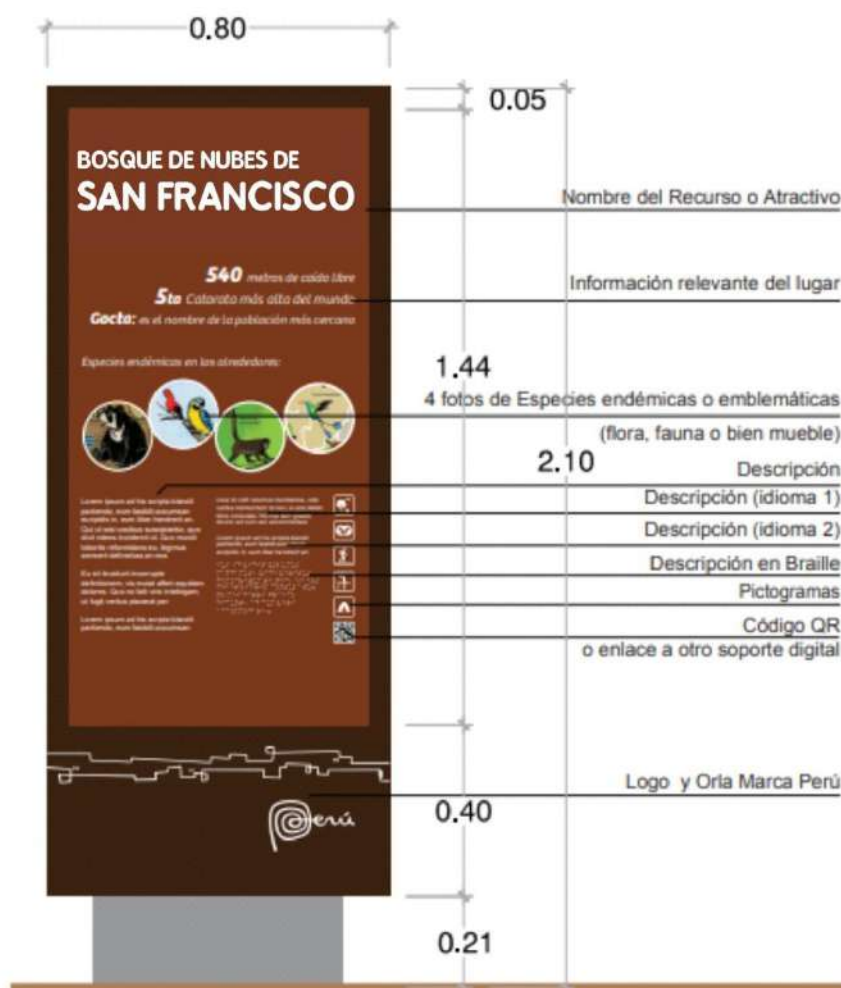 0.80
0.05
BOSQUE DE NUBES DE
SAN FRANCISCO
Nombre del Recurso o Atractivo
540 metros de caída libre
5ta Catarata más alta del mundo
Gocta: es el nombre de la población más cercana
Información relevante del lugar
Especies endémicas en los alrededores:
1.44
4 fotos de Especies endémicas o emblemáticas
(flora, fauna o bien mueble)
2.10
Descripción
Descripción (idioma 1)
Descripción (idioma 2)
Descripción en Braille
Pictogramas
Código QR
o enlace a otro soporte digital
Logo y Orla Marca Perú
Perú
0.40
0.21